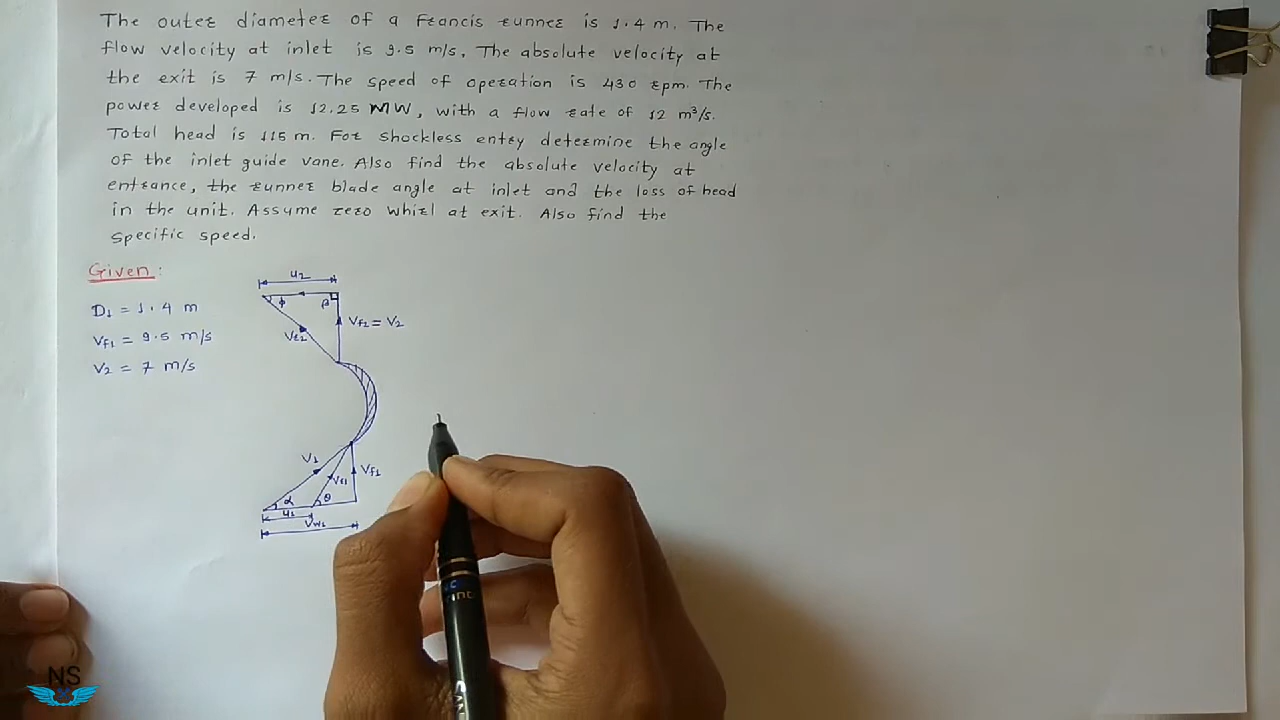 The outer diameter of a Francis runner is 1.4 m. The
flow velocity at inlet is 9.5 m/s. The absolute velocity at
the exit is 7 m/s. The speed of operation is 430 rpm. The
power developed is 12.25 MW, with a flow rate of 12 m³/s.
Total head is 115 m. For shockless entry determine the angle
of the inlet guide vane. Also find the absolute velocity at
entrance, the runner blade angle at inlet and the loss of head
in the unit. Assume zero whirl at exit. Also find the
specific speed.
Given:
D1 = 1.4 m
Vf1 = 9.5 m/s
V2 = 7 m/s
u2
ϕ β
Vr2
Vf2 = V2
V1
Vr1
Vf1
α θ
u1
Vw1
NS